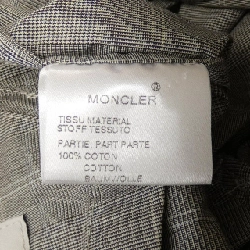 MONCLER ®
TISSU MATERIAL
STOFF TESSUTO
PARTIE, PART PARTE
100% COTON
COTTON
BAUMWOLLE